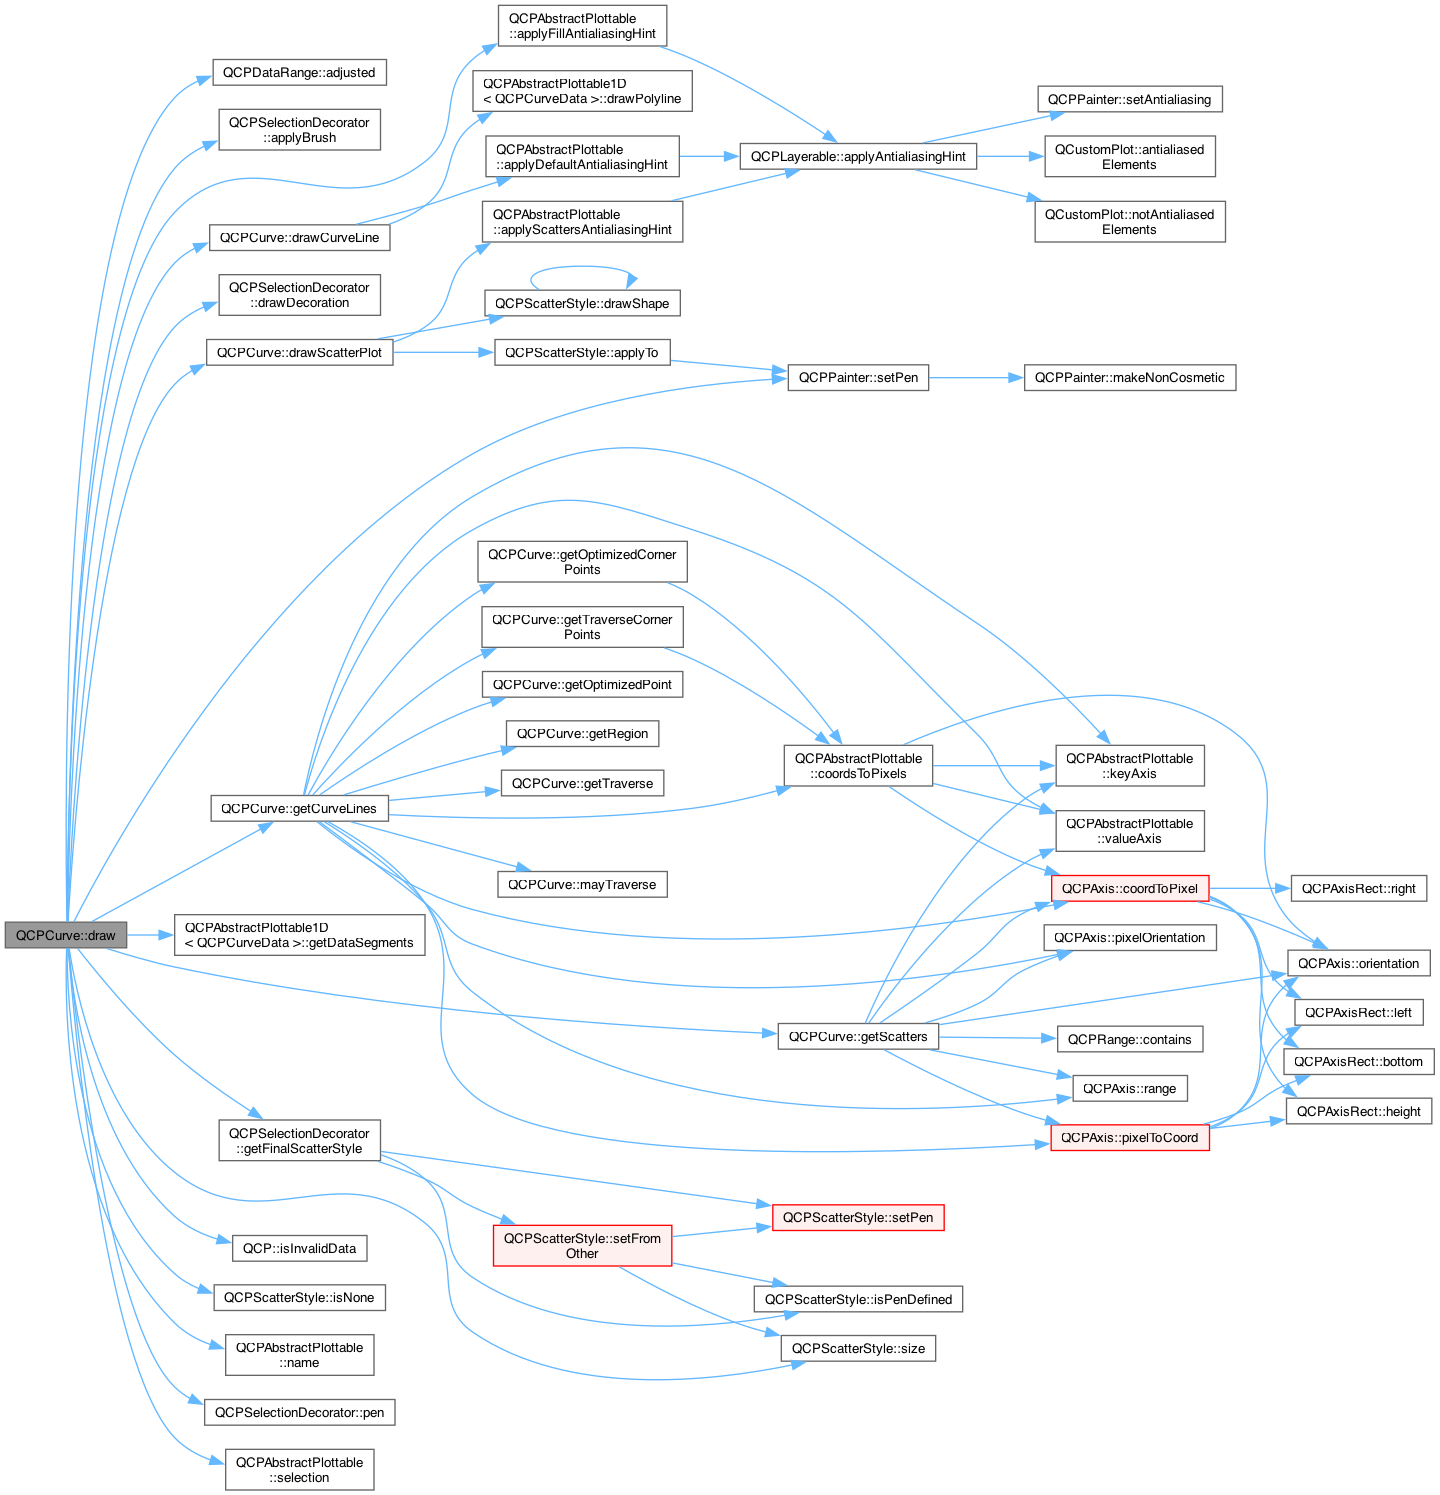 QCPAbstractPlottable
::applyFillAntialiasingHint
QCPDataRange::adjusted
QCPAbstractPlottable1D
< QCPCurveData >::drawPolyline
QCPPainter::setAntialiasing
QCPSelectionDecorator
::applyBrush
QCPAbstractPlottable
::applyDefaultAntialiasingHint
QCPLayerable::applyAntialiasingHint
QCustomPlot::antialiased
Elements
QCPCurve::drawCurveLine
QCPAbstractPlottable
::applyScattersAntialiasingHint
QCustomPlot::notAntialiased
Elements
QCPSelectionDecorator
::drawDecoration
QCPScatterStyle::drawShape
QCPCurve::drawScatterPlot
QCPScatterStyle::applyTo
QCPPainter::setPen
QCPPainter::makeNonCosmetic
QCPCurve::getOptimizedCorner
Points
QCPCurve::getTraverseCorner
Points
QCPCurve::getOptimizedPoint
QCPCurve::getRegion
QCPCurve::getTraverse
QCPAbstractPlottable
::coordsToPixels
QCPAbstractPlottable
::keyAxis
QCPCurve::getCurveLines
QCPAbstractPlottable
::valueAxis
QCPCurve::mayTraverse
QCPAxis::coordToPixel
QCPAxisRect::right
QCPCurve::draw
QCPAbstractPlottable1D
< QCPCurveData >::getDataSegments
QCPAxis::pixelOrientation
QCPAxis::orientation
QCPAxisRect::left
QCPCurve::getScatters
QCPRange::contains
QCPAxisRect::bottom
QCPAxis::range
QCPAxisRect::height
QCPSelectionDecorator
::getFinalScatterStyle
QCPAxis::pixelToCoord
QCPScatterStyle::setPen
QCP::isInvalidData
QCPScatterStyle::setFrom
Other
QCPScatterStyle::isNone
QCPScatterStyle::isPenDefined
QCPAbstractPlottable
::name
QCPScatterStyle::size
QCPSelectionDecorator::pen
QCPAbstractPlottable
::selection